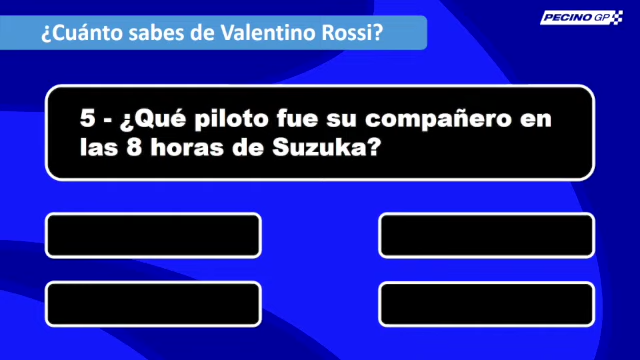 PECINO GP
¿Cuánto sabes de Valentino Rossi?
5 - ¿Qué piloto fue su compañero en
las 8 horas de Suzuka?